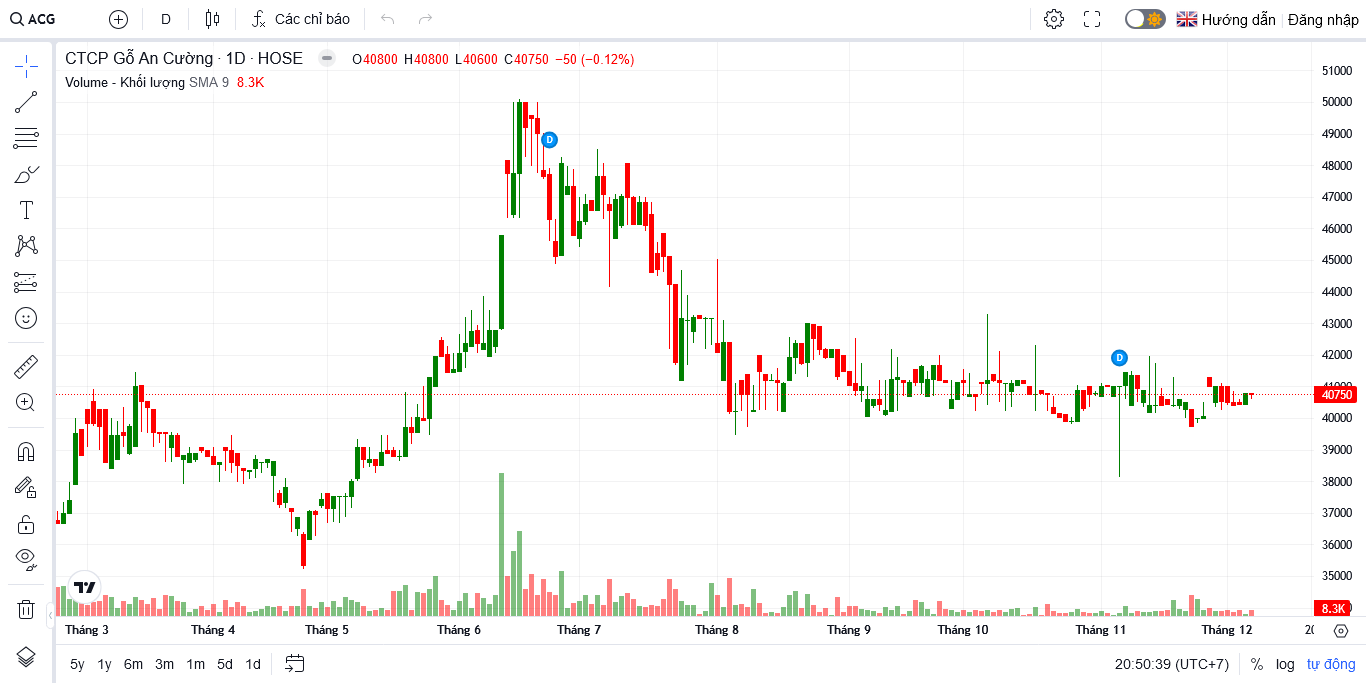 ACG D Các chỉ báo Hướng dẫn Đăng nhập
CTCP Gỗ An Cường · 1D · HOSE O40800 H40800 L40600 C40750 −50 (−0.12%)
Volume - Khối lượng SMA 9 8.3K
51000
50000
D
49000
48000
47000
46000
45000
44000
43000
D
42000
41000
40750
40000
39000
38000
37000
36000
35000
8.3K
Tháng 3 Tháng 4 Tháng 5 Tháng 6 Tháng 7 Tháng 8 Tháng 9 Tháng 10 Tháng 11 Tháng 12
5y 1y 6m 3m 1m 5d 1d 20:50:39 (UTC+7) % log tự động